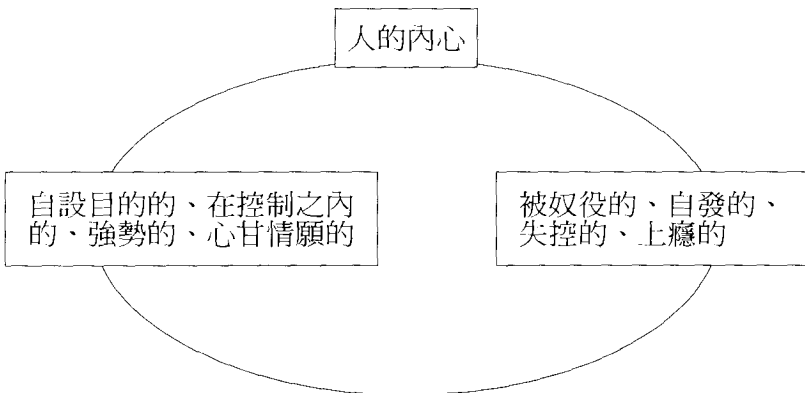 人的內心
自設目的的、在控制之內
的、強勢的、心甘情願的
被奴役的、自發的、
失控的、上癮的